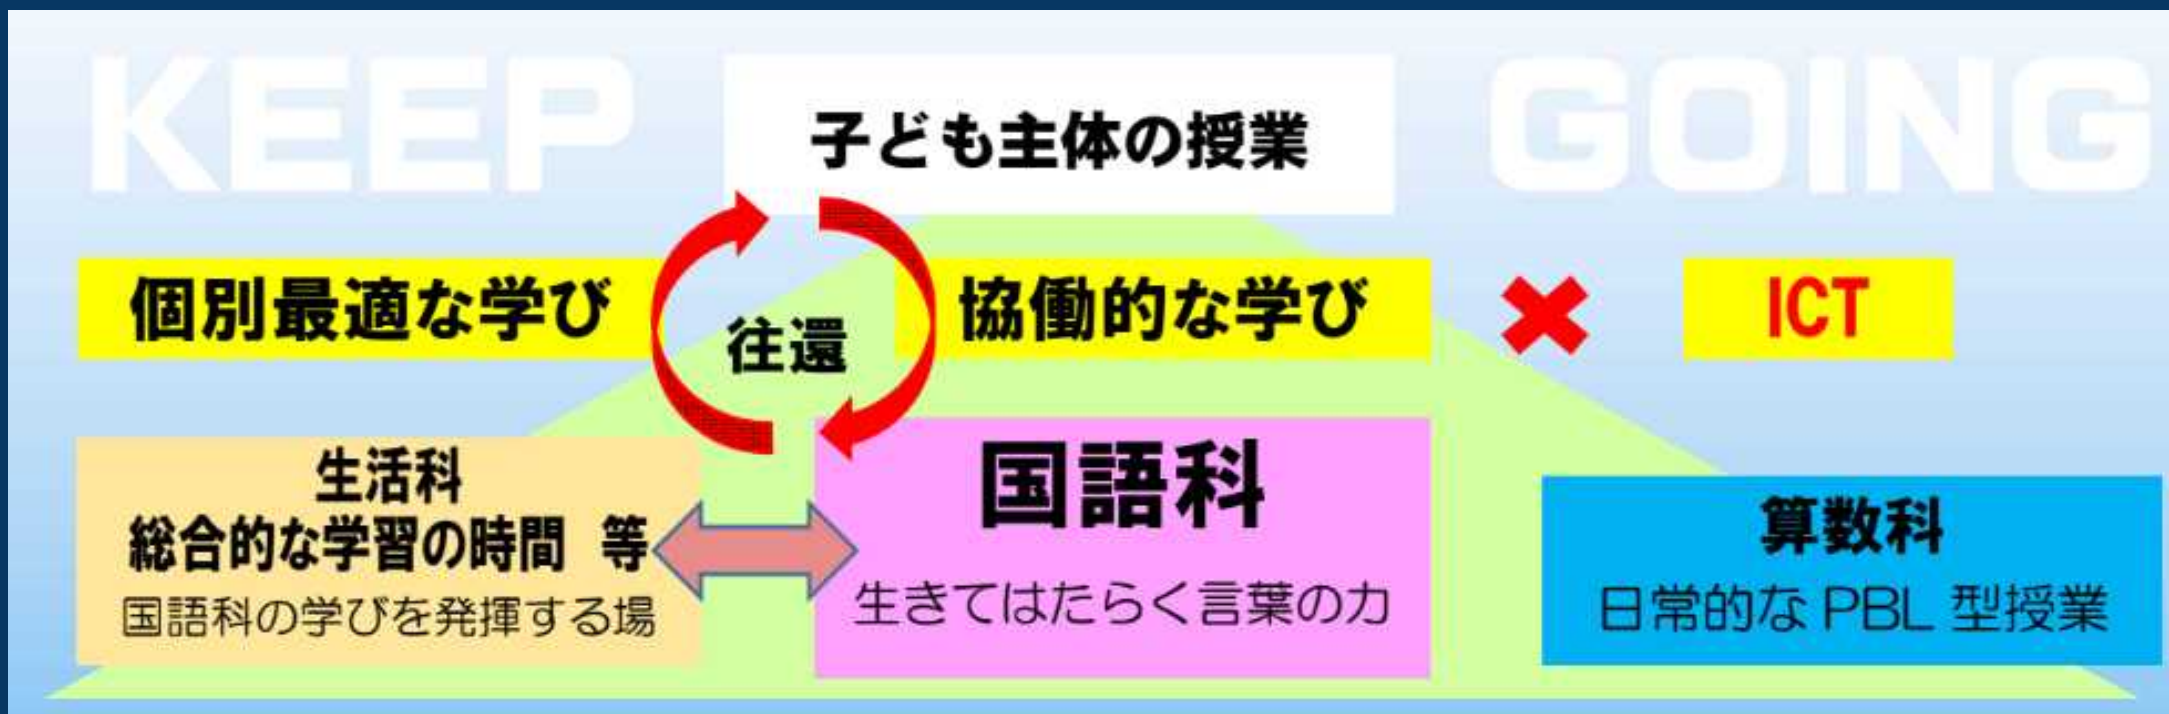 KEEP GOING
子ども主体の授業
個別最適な学び
往還
協働的な学び
✖
ICT
生活科
総合的な学習の時間 等
国語科の学びを発揮する場
国語科
生きてはたらく言葉の力
算数科
日常的な PBL 型授業